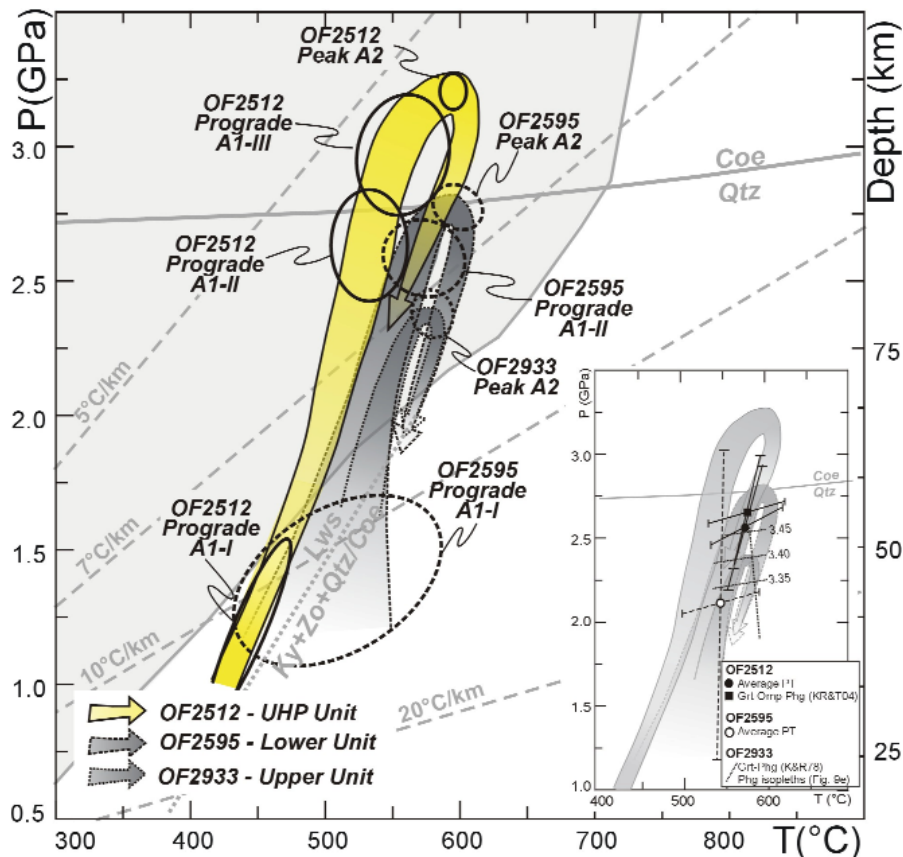 P(GPa)
3.0
2.5
2.0
1.5
1.0
0.5
300
400
500
600
700
800
T(°C)
Depth (km)
75
50
25
OF2512
Peak A2
OF2512
Prograde
A1-III
OF2595
Peak A2
Coe
Qtz
OF2512
Prograde
A1-II
OF2595
Prograde
A1-II
OF2933
Peak A2
5°C/km
7°C/km
10°C/km
20°C/km
OF2512
Prograde
A1-I
OF2595
Prograde
A1-I
Lws
Ky+Zo+Qtz/Coe
OF2512 - UHP Unit
OF2595 - Lower Unit
OF2933 - Upper Unit
P (GPa)
3.0
2.5
2.0
1.5
1.0
400
500
600
T (°C)
Coe
Qtz
3.45
3.40
3.35
OF2512
Average PT
Grt Omp Phg (KR&T04)
OF2595
Average PT
OF2933
Grt-Phg (K&R78)
Phg isopleths (Fig. 9e)